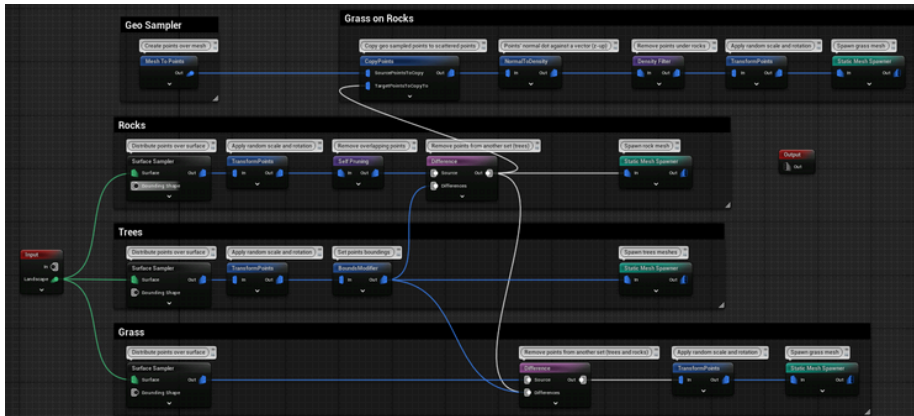 Geo Sampler
Create points over mesh
Mesh To Points
Out
Grass on Rocks
Copy geo sampled points to scattered points
CopyPoints
SourcePointsToCopy Out
TargetPointsToCopyTo
Points' normal dot against a vector (z-up)
NormalToDensity
In Out
Remove points under rocks
Density Filter
In Out
Apply random scale and rotation
TransformPoints
In Out
Spawn grass mesh
Static Mesh Spawner
In Out
Rocks
Distribute points over surface
Surface Sampler
Surface Out
Bounding Shape
Apply random scale and rotation
TransformPoints
In Out
Remove overlapping points
Self Pruning
In Out
Remove points from another set (trees)
Difference
Source Out
Differences
Spawn rock mesh
Static Mesh Spawner
In Out
Output
Out
Trees
Distribute points over surface
Surface Sampler
Surface Out
Bounding Shape
Apply random scale and rotation
TransformPoints
In Out
Set points boundings
BoundsModifier
In Out
Spawn trees meshes
Static Mesh Spawner
In Out
Input
In
Landscape
Grass
Distribute points over surface
Surface Sampler
Surface Out
Bounding Shape
Remove points from another set (trees and rocks)
Difference
Source Out
Differences
Apply random scale and rotation
TransformPoints
In Out
Spawn grass mesh
Static Mesh Spawner
In Out